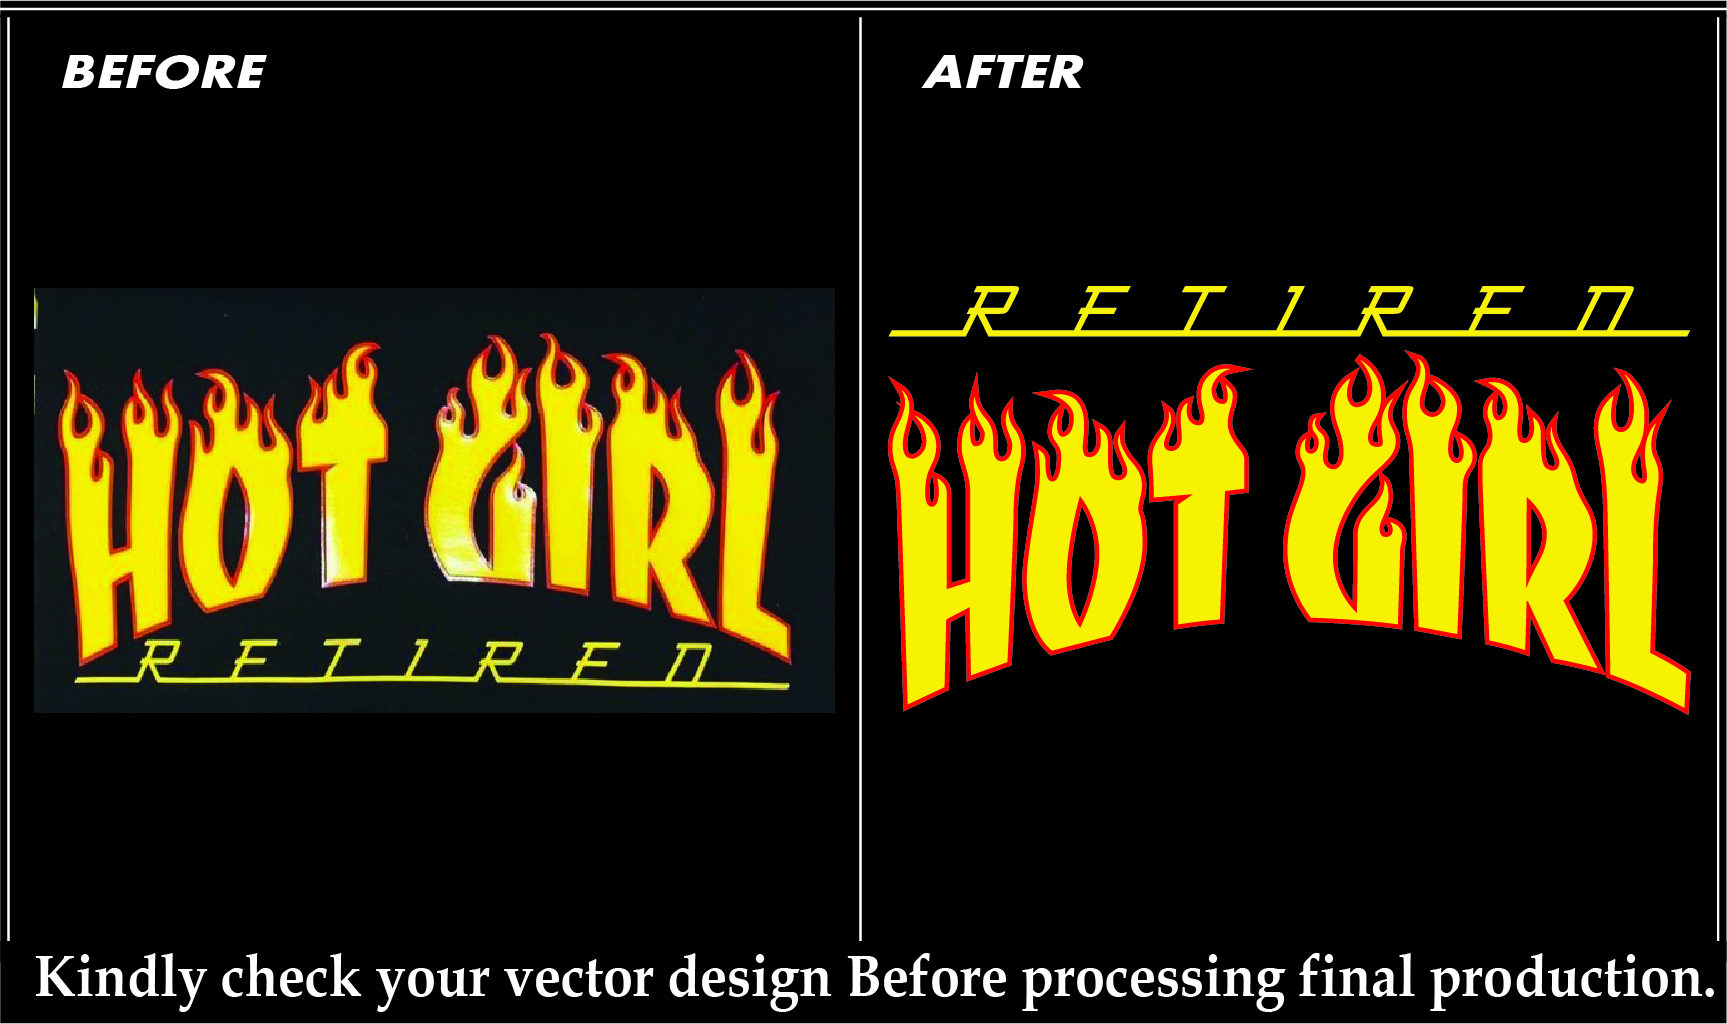 BEFORE
HOT GIRL
RETIRED
AFTER
RETIRED
HOT GIRL
Kindly check your vector design Before processing final production.